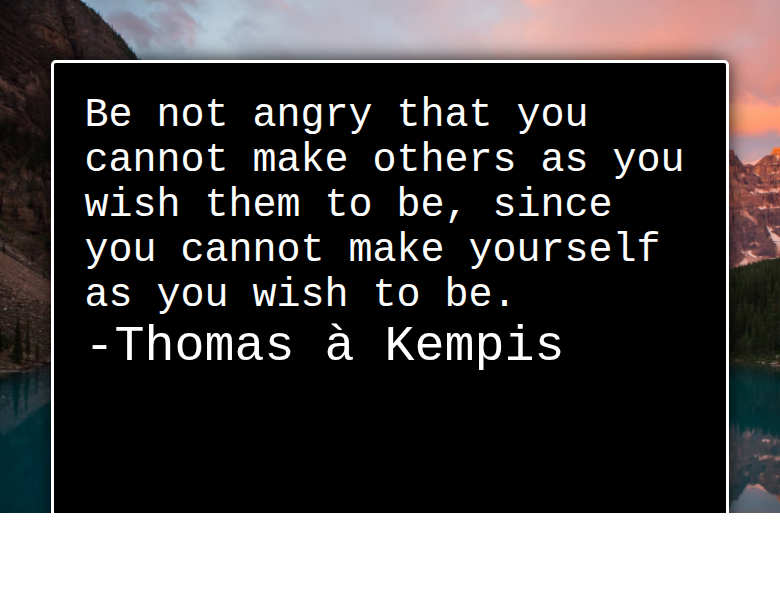 Be not angry that you
cannot make others as you
wish them to be, since
you cannot make yourself
as you wish to be.
-Thomas à Kempis